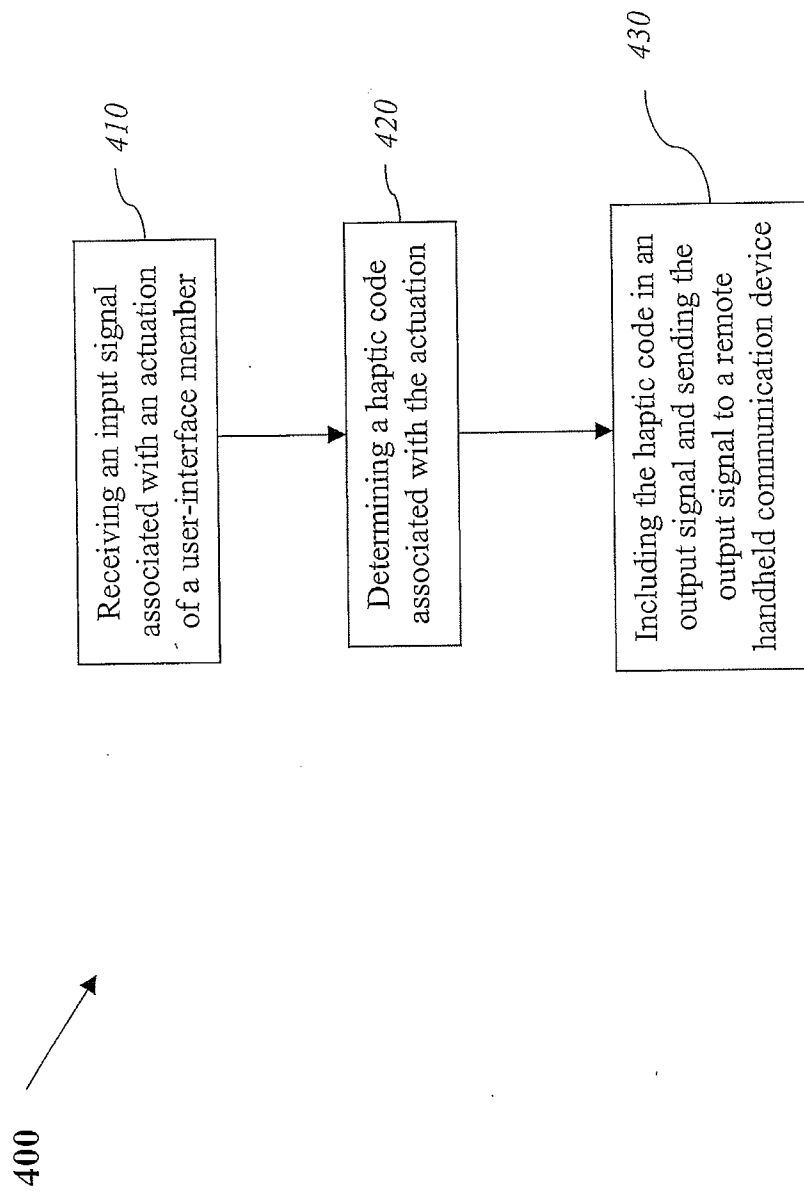 400
Receiving an input signal
associated with an actuation
of a user-interface member
410
Determining a haptic code
associated with the actuation
420
Including the haptic code in an
output signal and sending the
output signal to a remote
handheld communication device
430